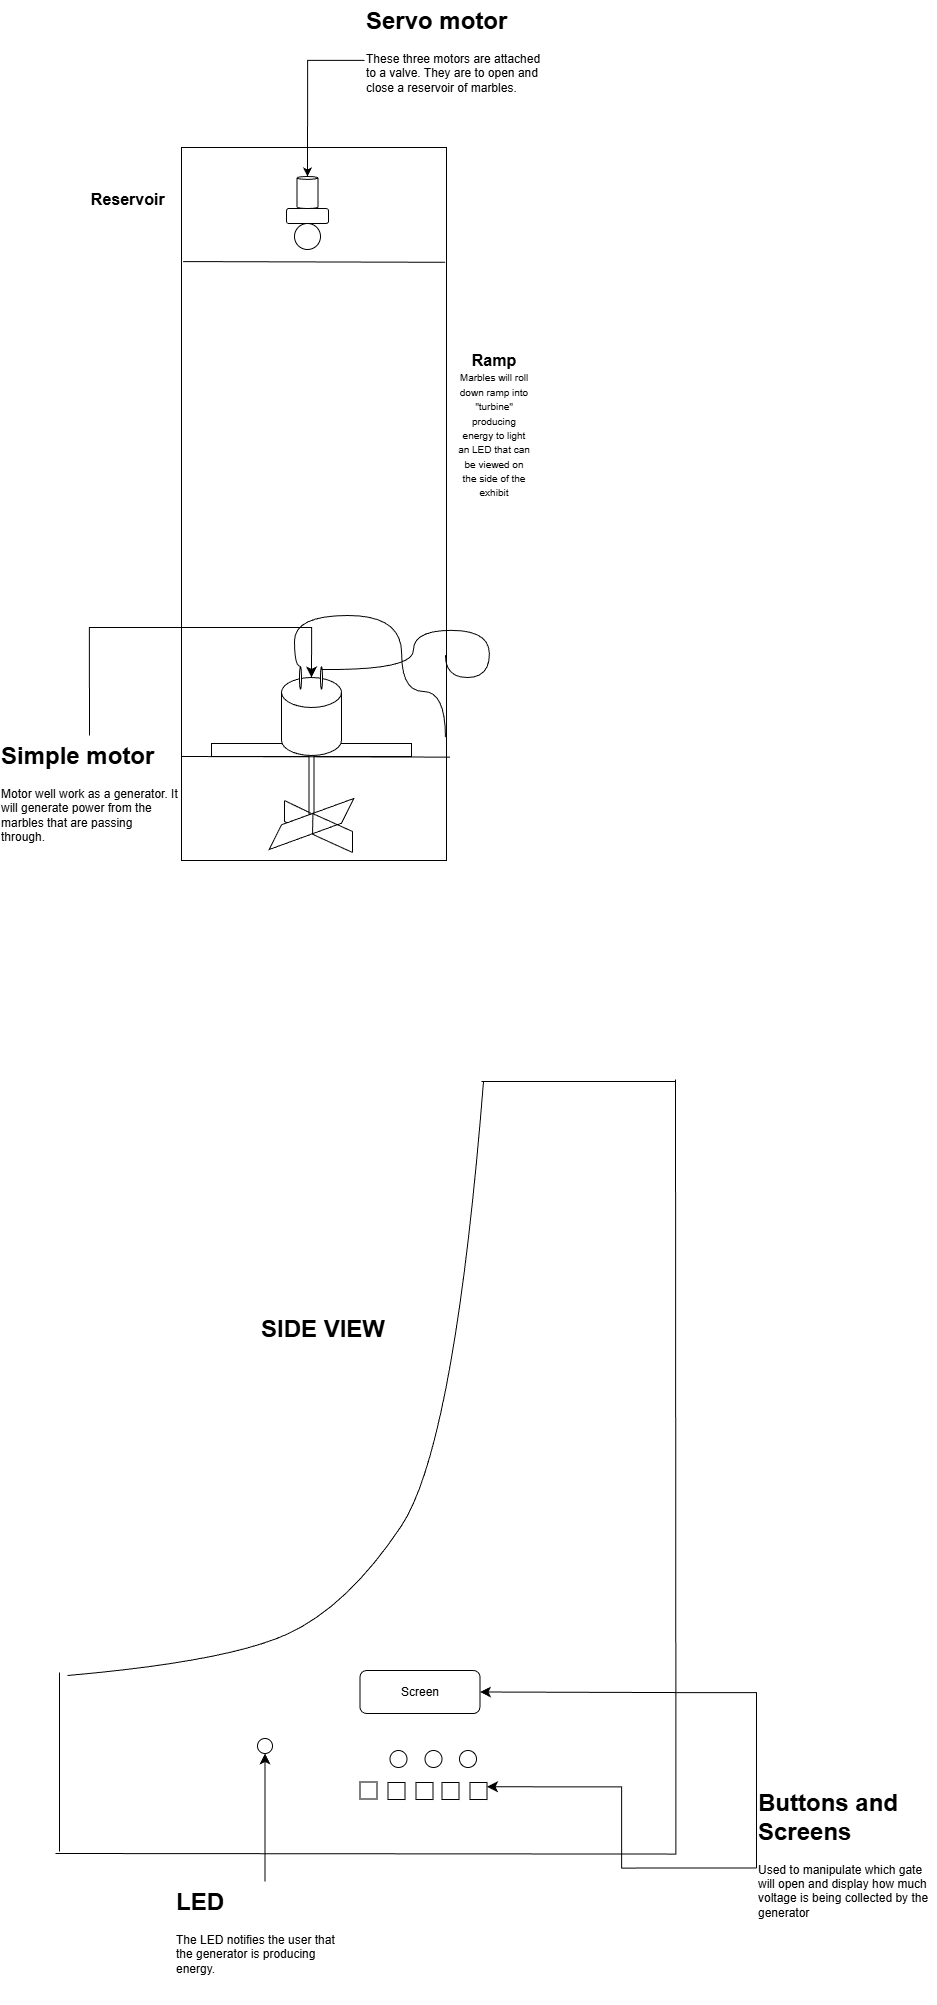 Servo motor
These three motors are attached
to a valve. They are to open and
close a reservoir of marbles.
Reservoir
Ramp
Marbles will roll
down ramp into
"turbine"
producing
energy to light
an LED that can
be viewed on
the side of the
exhibit
Simple motor
Motor well work as a generator. It
will generate power from the
marbles that are passing
through.
SIDE VIEW
Screen
Buttons and
Screens
Used to manipulate which gate
will open and display how much
voltage is being collected by the
generator
LED
The LED notifies the user that
the generator is producing
energy.